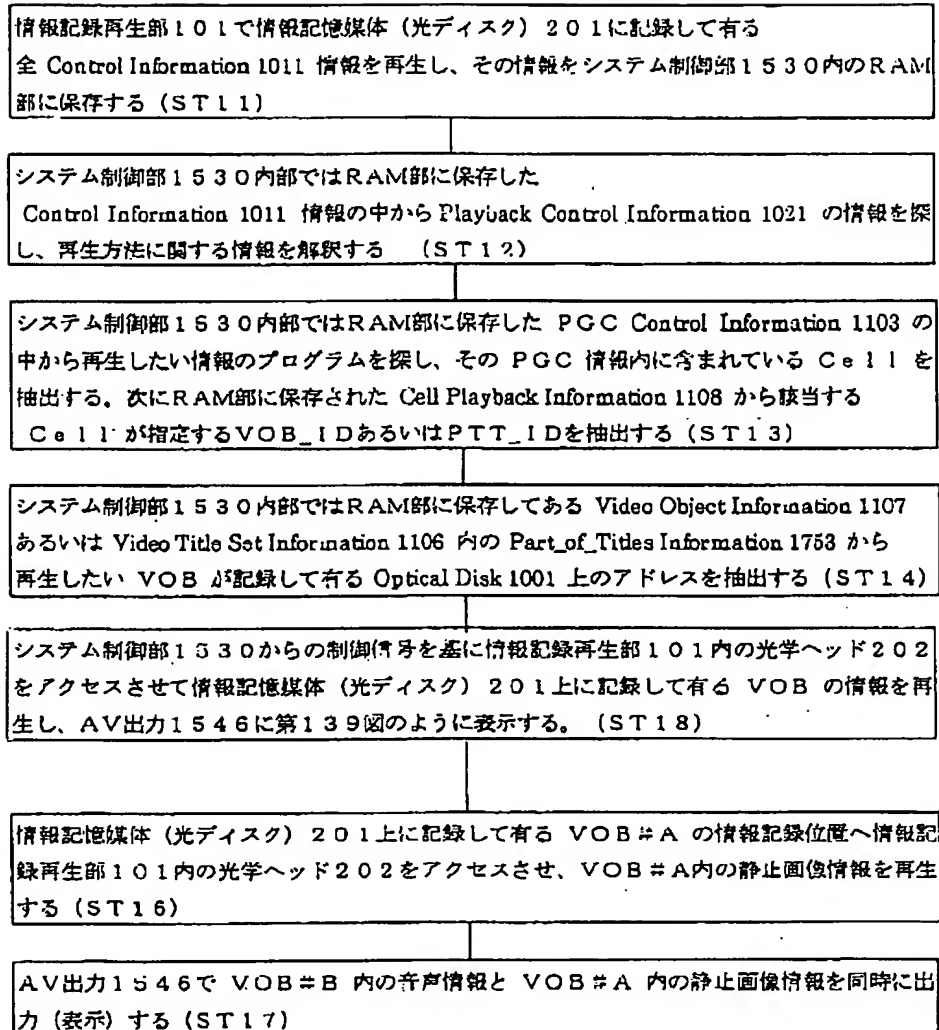 情報記録再生部101で情報記憶媒体(光ディスク)201に記録して有る
全 Control Information 1011 情報を再生し、その情報をシステム制御部1530内のRAM
部に保存する(ST11)
システム制御部1530内部ではRAM部に保存した
Control Information 1011 情報の中から Playback Control Information 1021 の情報を探
し、再生方法に関する情報を解釈する (ST12)
システム制御部1530内部ではRAM部に保存した PGC Control Information 1103 の
中から再生したい情報のプログラムを探し、その PGC 情報内に含まれている Cell を
抽出する。次にRAM部に保存された Cell Playback Information 1108 から該当する
Cell が指定するVOB_IDあるいはPTT_IDを抽出する(ST13)
システム制御部1530内部ではRAM部に保存してある Video Object Information 1107
あるいは Video Title Set Information 1106 内の Part_of_Titles Information 1753 から
再生したい VOB が記録して有る Optical Disk 1001 上のアドレスを抽出する(ST14)
システム制御部1530からの制御信号を基に情報記録再生部101内の光学ヘッド202
をアクセスさせて情報記憶媒体(光ディスク)201上に記録して有る VOB の情報を再
生し、AV出力1546に第139図のように表示する。(ST18)
情報記憶媒体(光ディスク)201上に記録して有る VOB#A の情報記録位置へ情報記
録再生部101内の光学ヘッド202をアクセスさせ、VOB#A内の静止画像情報を再生
する(ST16)
AV出力1546で VOB#B 内の音声情報と VOB#A 内の静止画像情報を同時に出
力(表示)する(ST17)